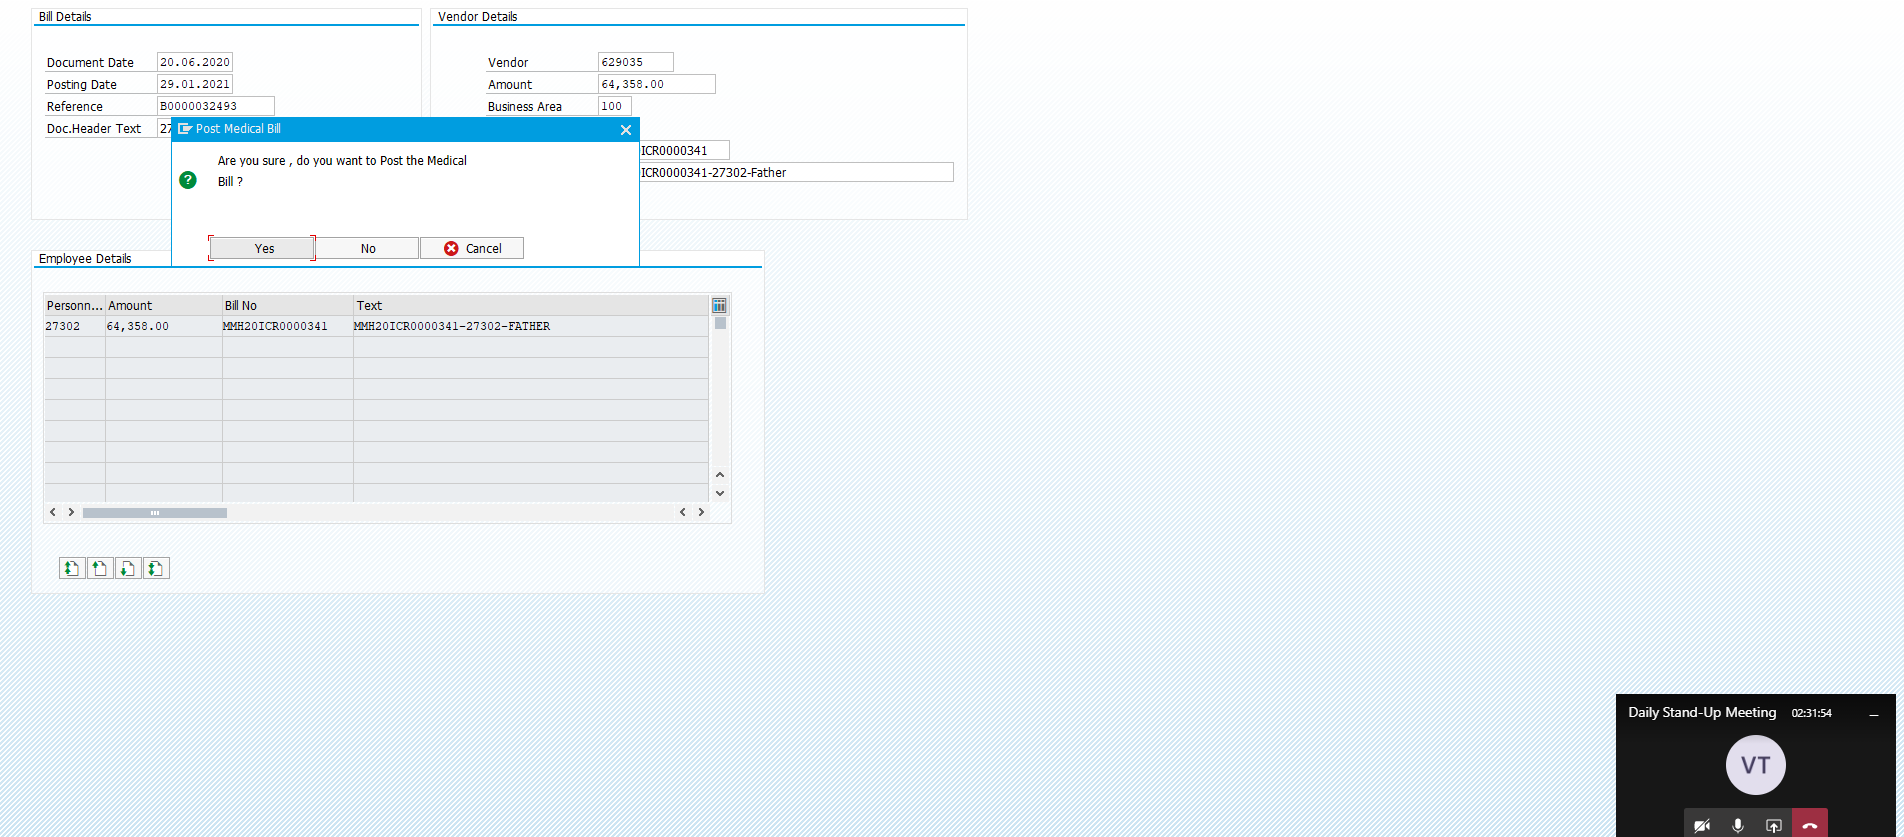 Bill Details
Document Date 20.06.2020
Posting Date 29.01.2021
Reference B0000032493
Doc.Header Text 27
Vendor Details
Vendor 629035
Amount 64,358.00
Business Area 100
ICR0000341
ICR0000341-27302-Father
Post Medical Bill
Are you sure , do you want to Post the Medical
Bill ?
Yes No Cancel
Employee Details
Personn... Amount Bill No Text
27302 64,358.00 MMH20ICR0000341 MMH20ICR0000341-27302-FATHER
Daily Stand-Up Meeting 02:31:54
VT